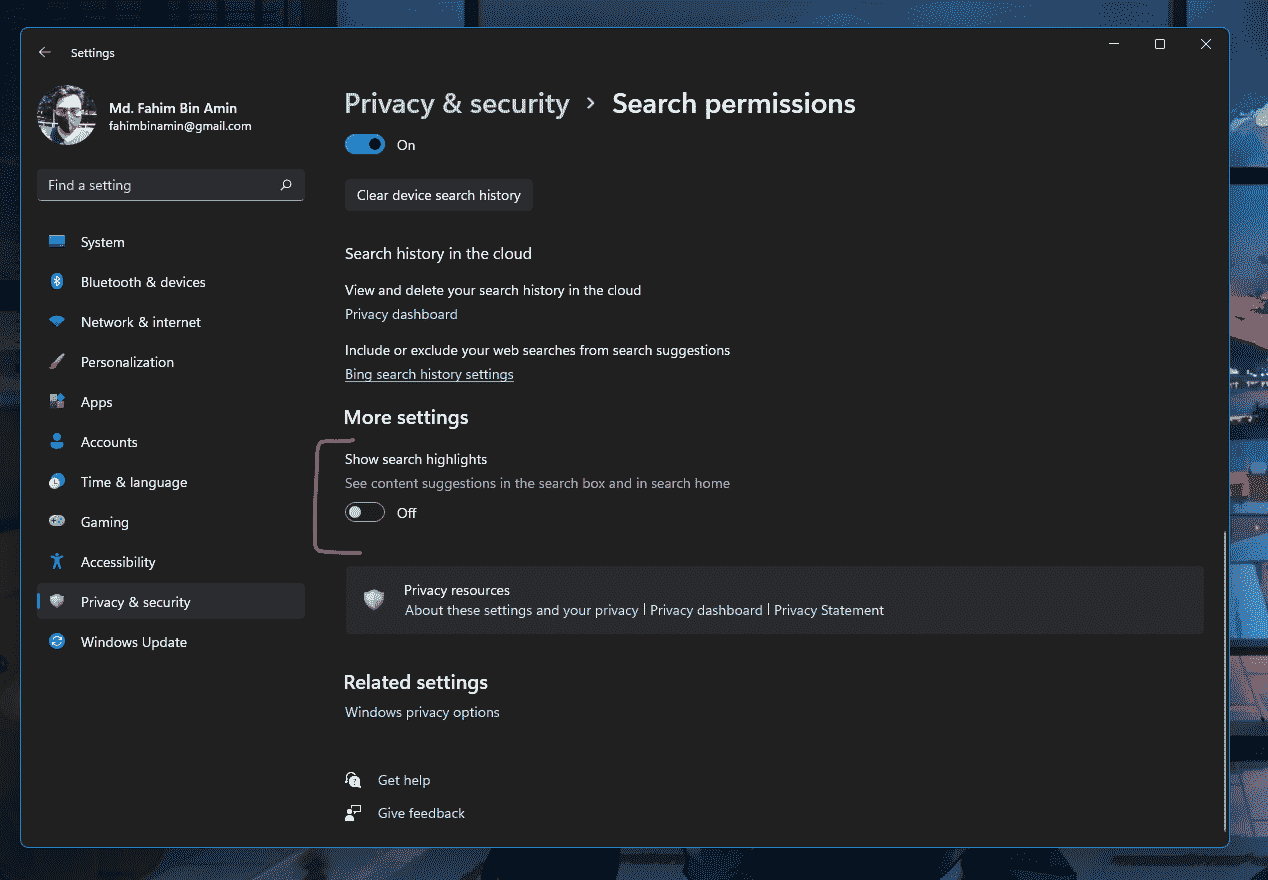 Settings
Md. Fahim Bin Amin
fahimbinamin@gmail.com
Find a setting
System
Bluetooth & devices
Network & internet
Personalization
Apps
Accounts
Time & language
Gaming
Accessibility
Privacy & security
Windows Update
Privacy & security › Search permissions
On
Clear device search history
Search history in the cloud
View and delete your search history in the cloud
Privacy dashboard
Include or exclude your web searches from search suggestions
Bing search history settings
More settings
Show search highlights
See content suggestions in the search box and in search home
Off
Privacy resources
About these settings and your privacy | Privacy dashboard | Privacy Statement
Related settings
Windows privacy options
Get help
Give feedback